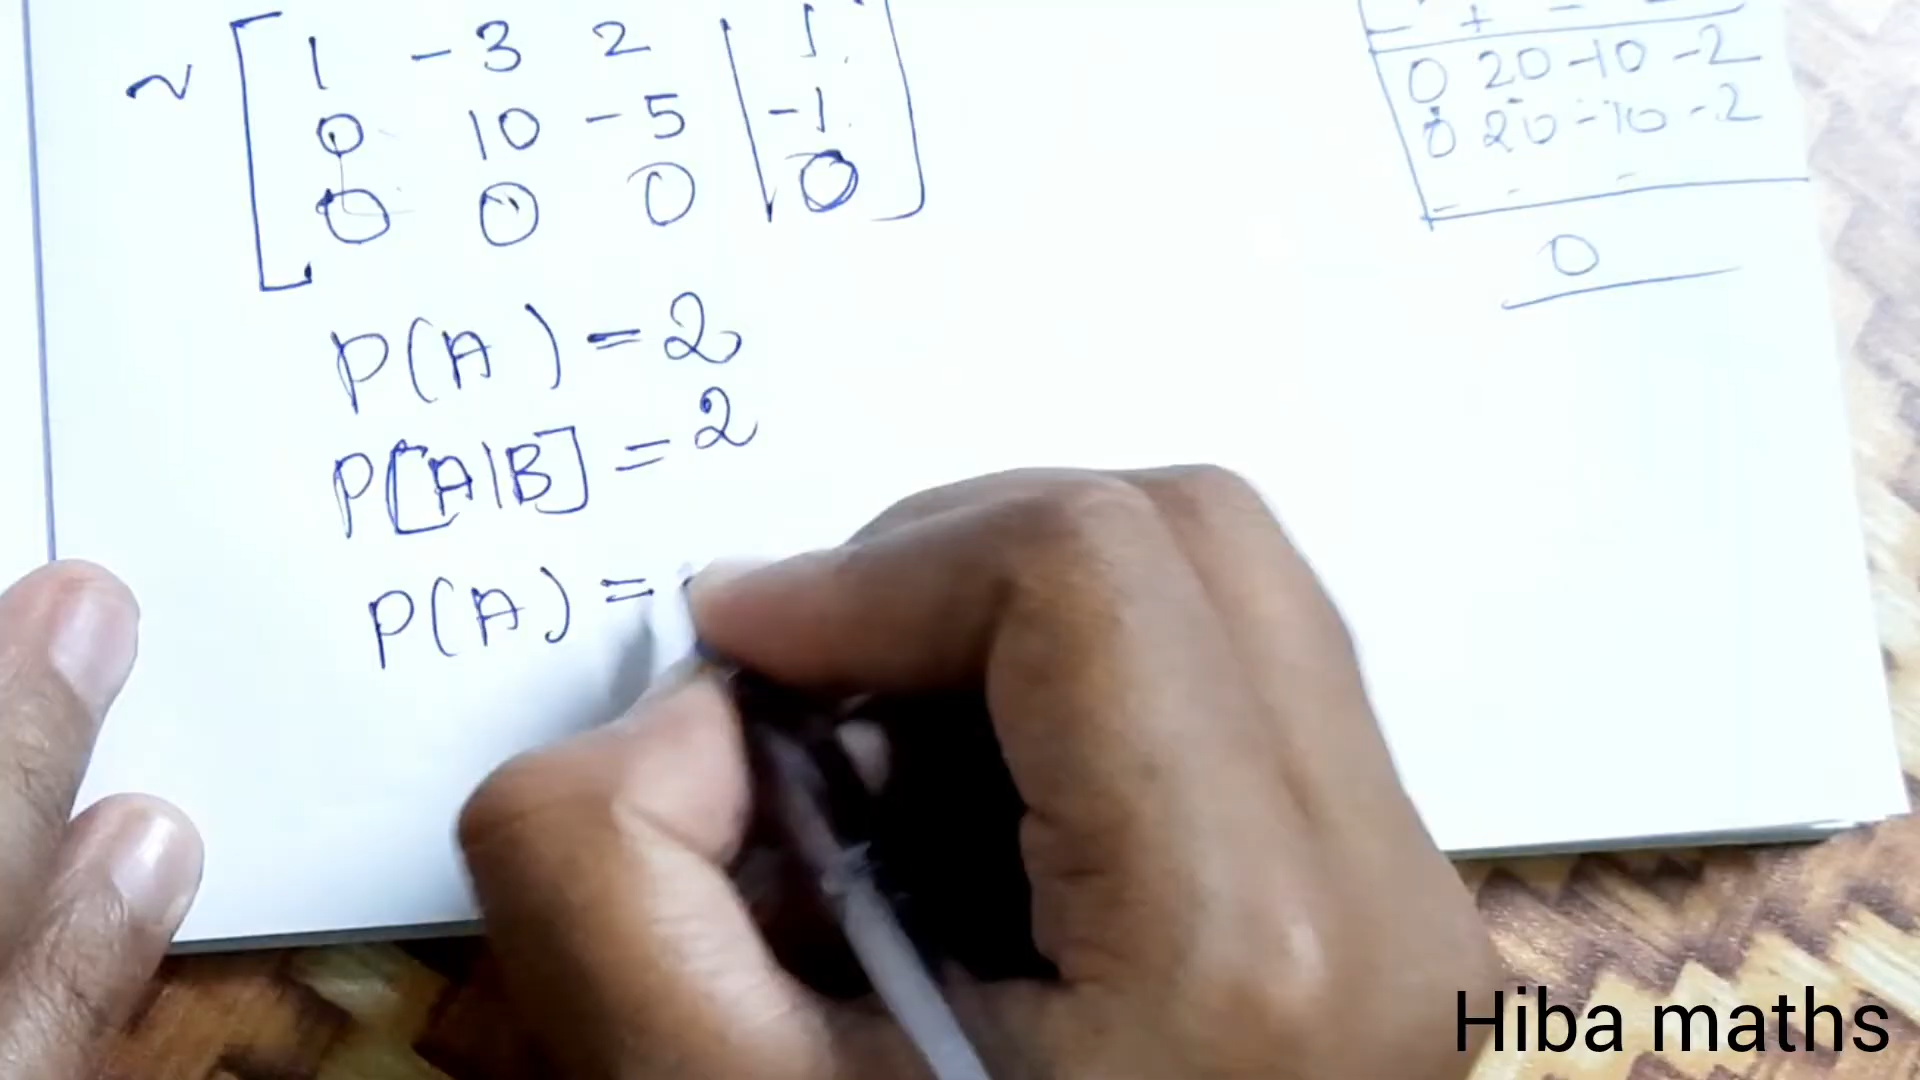 ~ [ 1 -3 2 | 1
0 10 -5 | -1
0 0 0 | 0 ]
0 20 -10 -2
0 20 -10 -2
- - -
0
P(A) = 2
P[A|B] = 2
P(A) =
Hiba maths